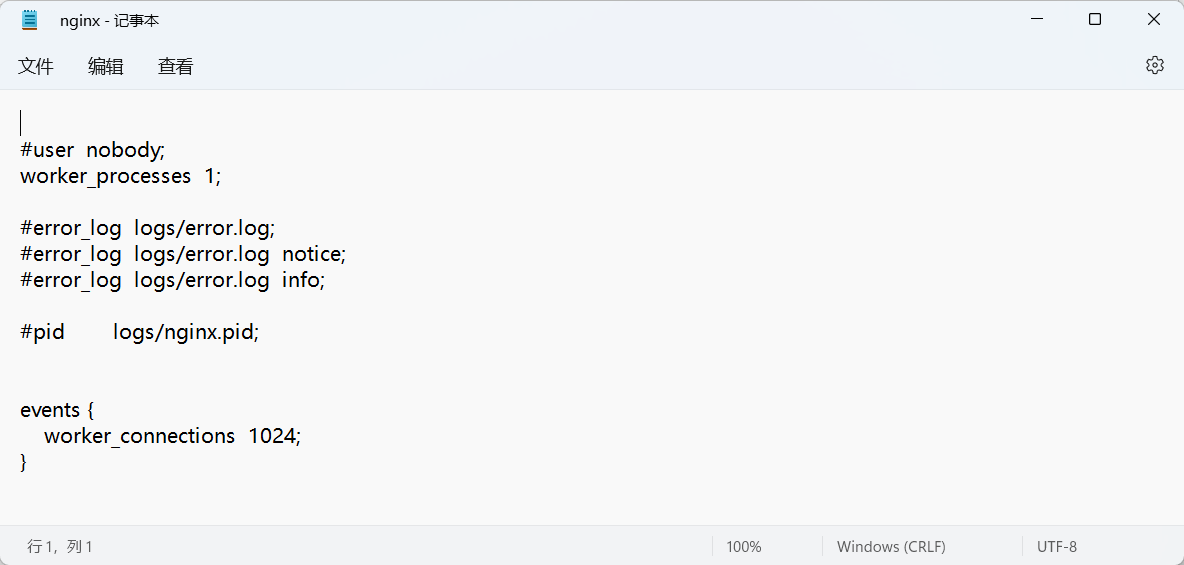 nginx - 记事本
文件 编辑 查看
#user  nobody;
worker_processes  1;
#error_log  logs/error.log;
#error_log  logs/error.log  notice;
#error_log  logs/error.log  info;
#pid        logs/nginx.pid;
events {
    worker_connections  1024;
}
行 1，列 1 100% Windows (CRLF) UTF-8